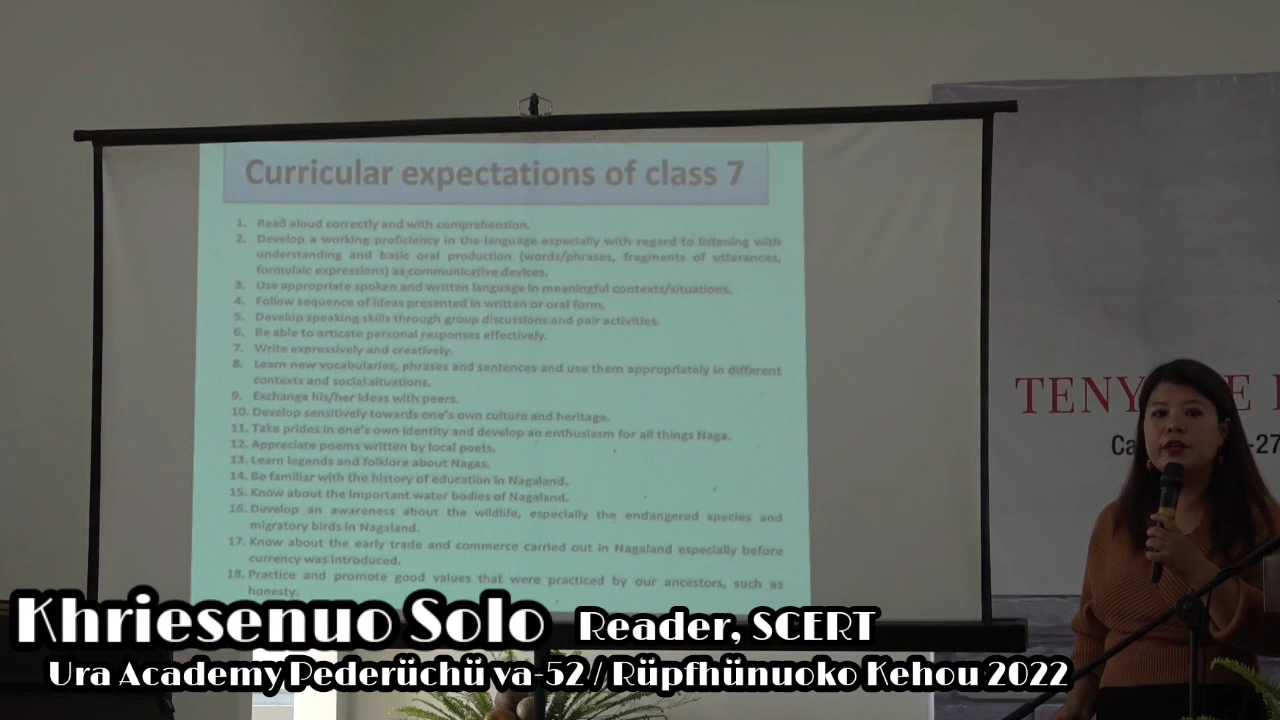 Curricular expectations of class 7
1. Read aloud correctly and with comprehension.
2. Develop a working proficiency in the language especially with regard to listening with
understanding and basic oral production (words/phrases, fragments of utterances,
formulaic expressions) as communicative devices.
3. Use appropriate spoken and written language in meaningful contexts/situations.
4. Follow sequence of ideas presented in written or oral form.
5. Develop speaking skills through group discussions and pair activities.
6. Be able to articate personal responses effectively.
7. Write expressively and creatively.
8. Learn new vocabularies, phrases and sentences and use them appropriately in different
contexts and social situations.
9. Exchange his/her ideas with peers.
10. Develop sensitively towards one's own culture and heritage.
11. Take prides in one's own identity and develop an enthusiasm for all things Naga.
12. Appreciate poems written by local poets.
13. Learn legends and folklore about Nagas.
14. Be familiar with the history of education in Nagaland.
15. Know about the important water bodies of Nagaland.
16. Develop an awareness about the wildlife, especially the endangered species and
migratory birds in Nagaland.
17. Know about the early trade and commerce carried out in Nagaland especially before
currency was introduced.
18. Practice and promote good values that were practiced by our ancestors, such as
honesty.
Khriesenuo Solo Reader, SCERT
Ura Academy Pederüchü va-52 / Rüpfhünuoko Kehou 2022